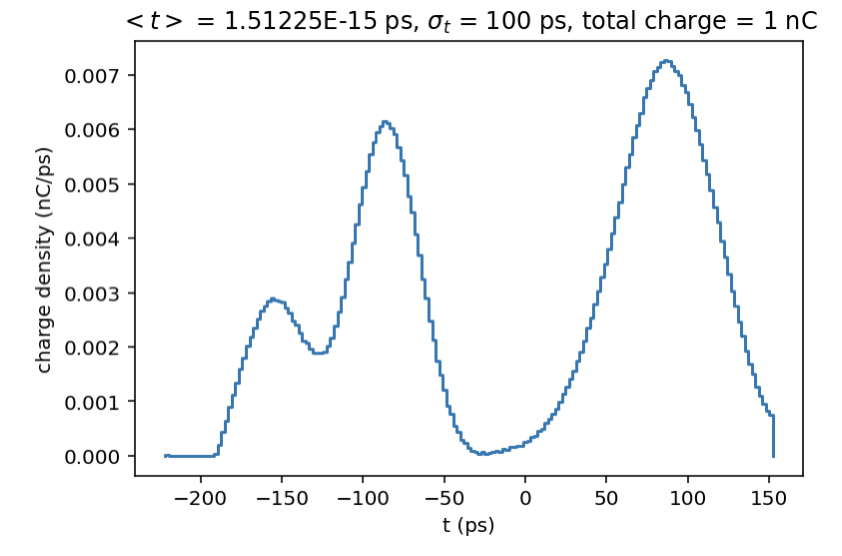 < t > = 1.51225E-15 ps, σt = 100 ps, total charge = 1 nC
charge density (nC/ps)
0.007
0.006
0.005
0.004
0.003
0.002
0.001
0.000
−200 −150 −100 −50 0 50 100 150
t (ps)